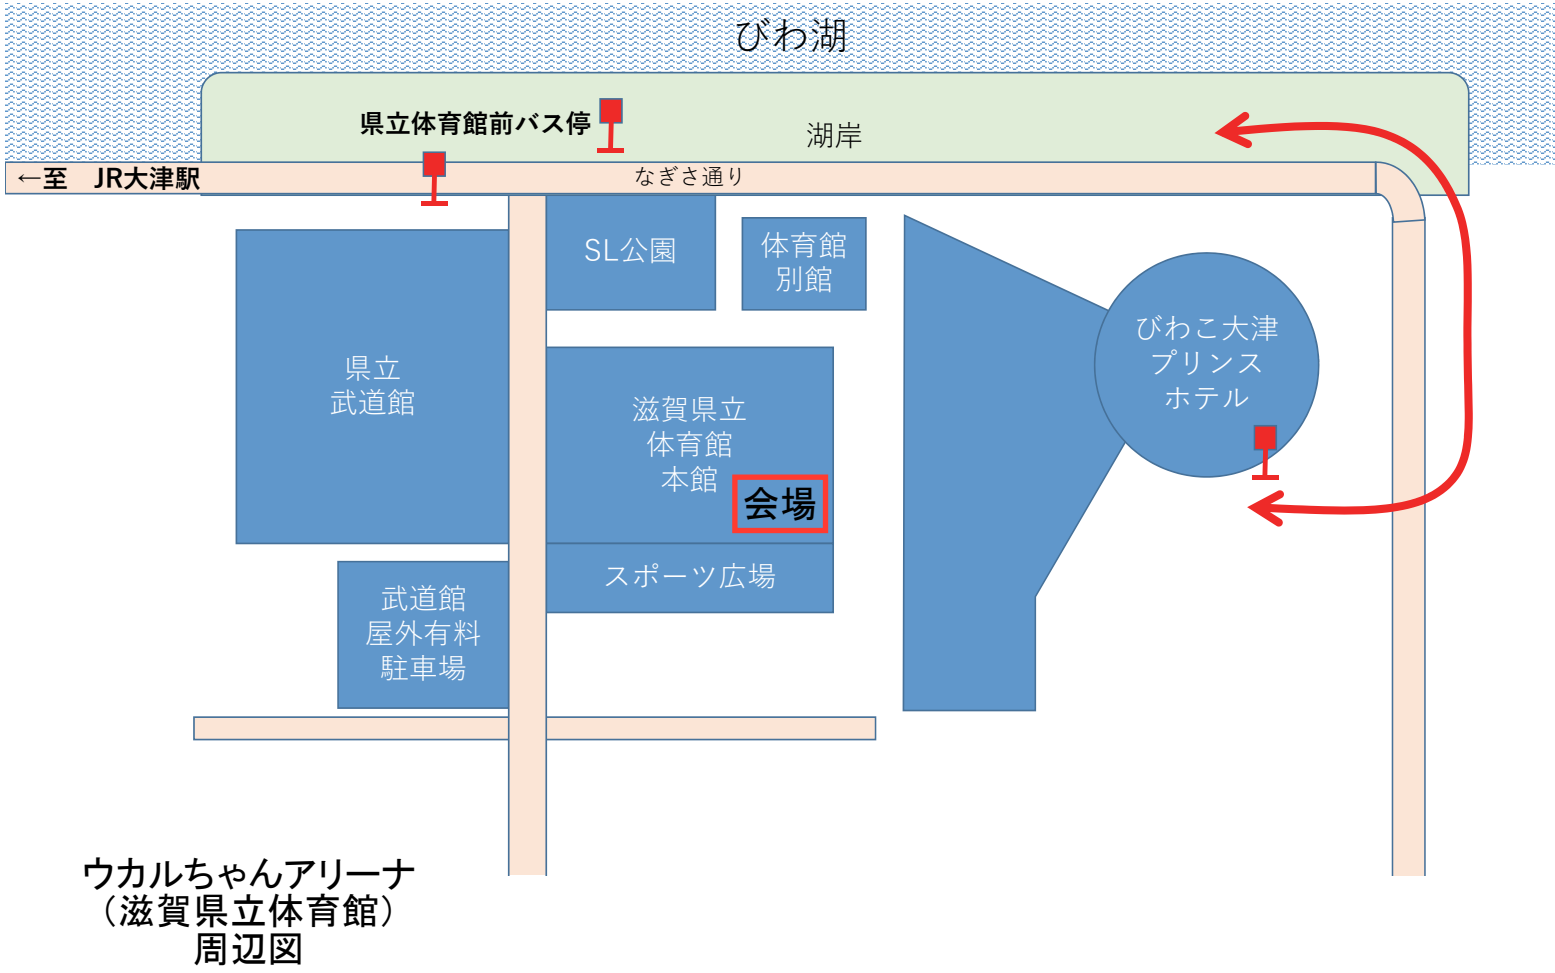 びわ湖
県立体育館前バス停
湖岸
←至　JR大津駅
なぎさ通り
SL公園
体育館
別館
びわこ大津
プリンス
ホテル
県立
武道館
滋賀県立
体育館
本館
会場
スポーツ広場
武道館
屋外有料
駐車場
ウカルちゃんアリーナ
（滋賀県立体育館）
周辺図